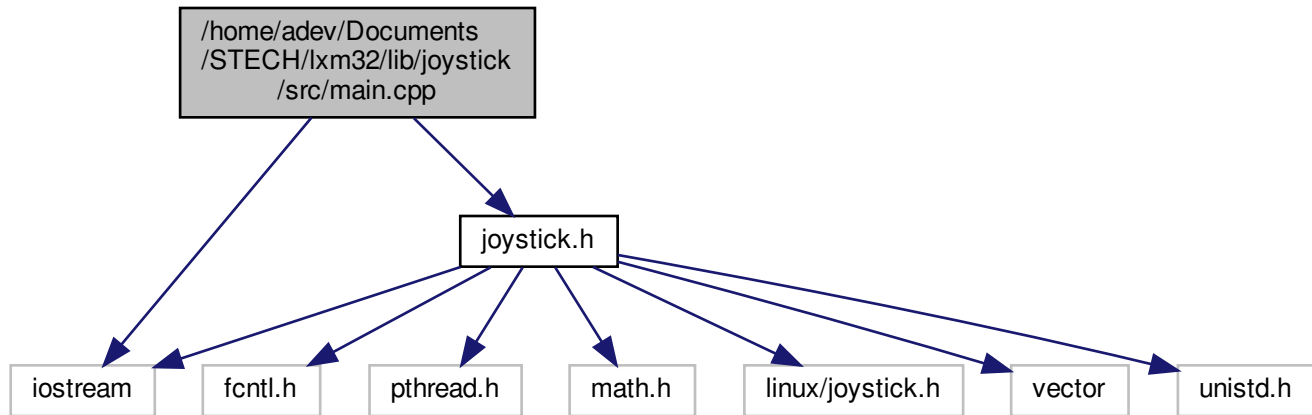 /home/adev/Documents
/STECH/lxm32/lib/joystick
/src/main.cpp
joystick.h
iostream
fcntl.h
pthread.h
math.h
linux/joystick.h
vector
unistd.h